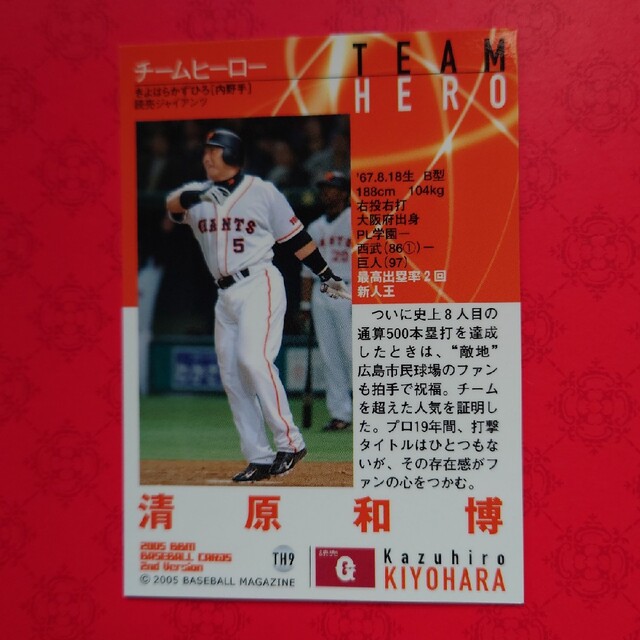 チームヒーロー
TEAM
HERO
きよはらかずひろ[内野手]
読売ジャイアンツ
'67.8.18生 B型
188cm 104kg
右投右打
大阪府出身
PL学園―
西武(86①)―
巨人(97)
最高出塁率2回
新人王
GIANTS
5
ついに史上8人目の
通算500本塁打を達成
したときは、“敵地”
広島市民球場のファン
も拍手で祝福。チーム
を超えた人気を証明し
た。プロ19年間、打撃
タイトルはひとつもな
いが、その存在感がフ
ァンの心をつかむ。
清原和博
2005 BBM
BASEBALL CARDS
2nd Version
TH9
© 2005 BASEBALL MAGAZINE
読売
G
Kazuhiro
KIYOHARA